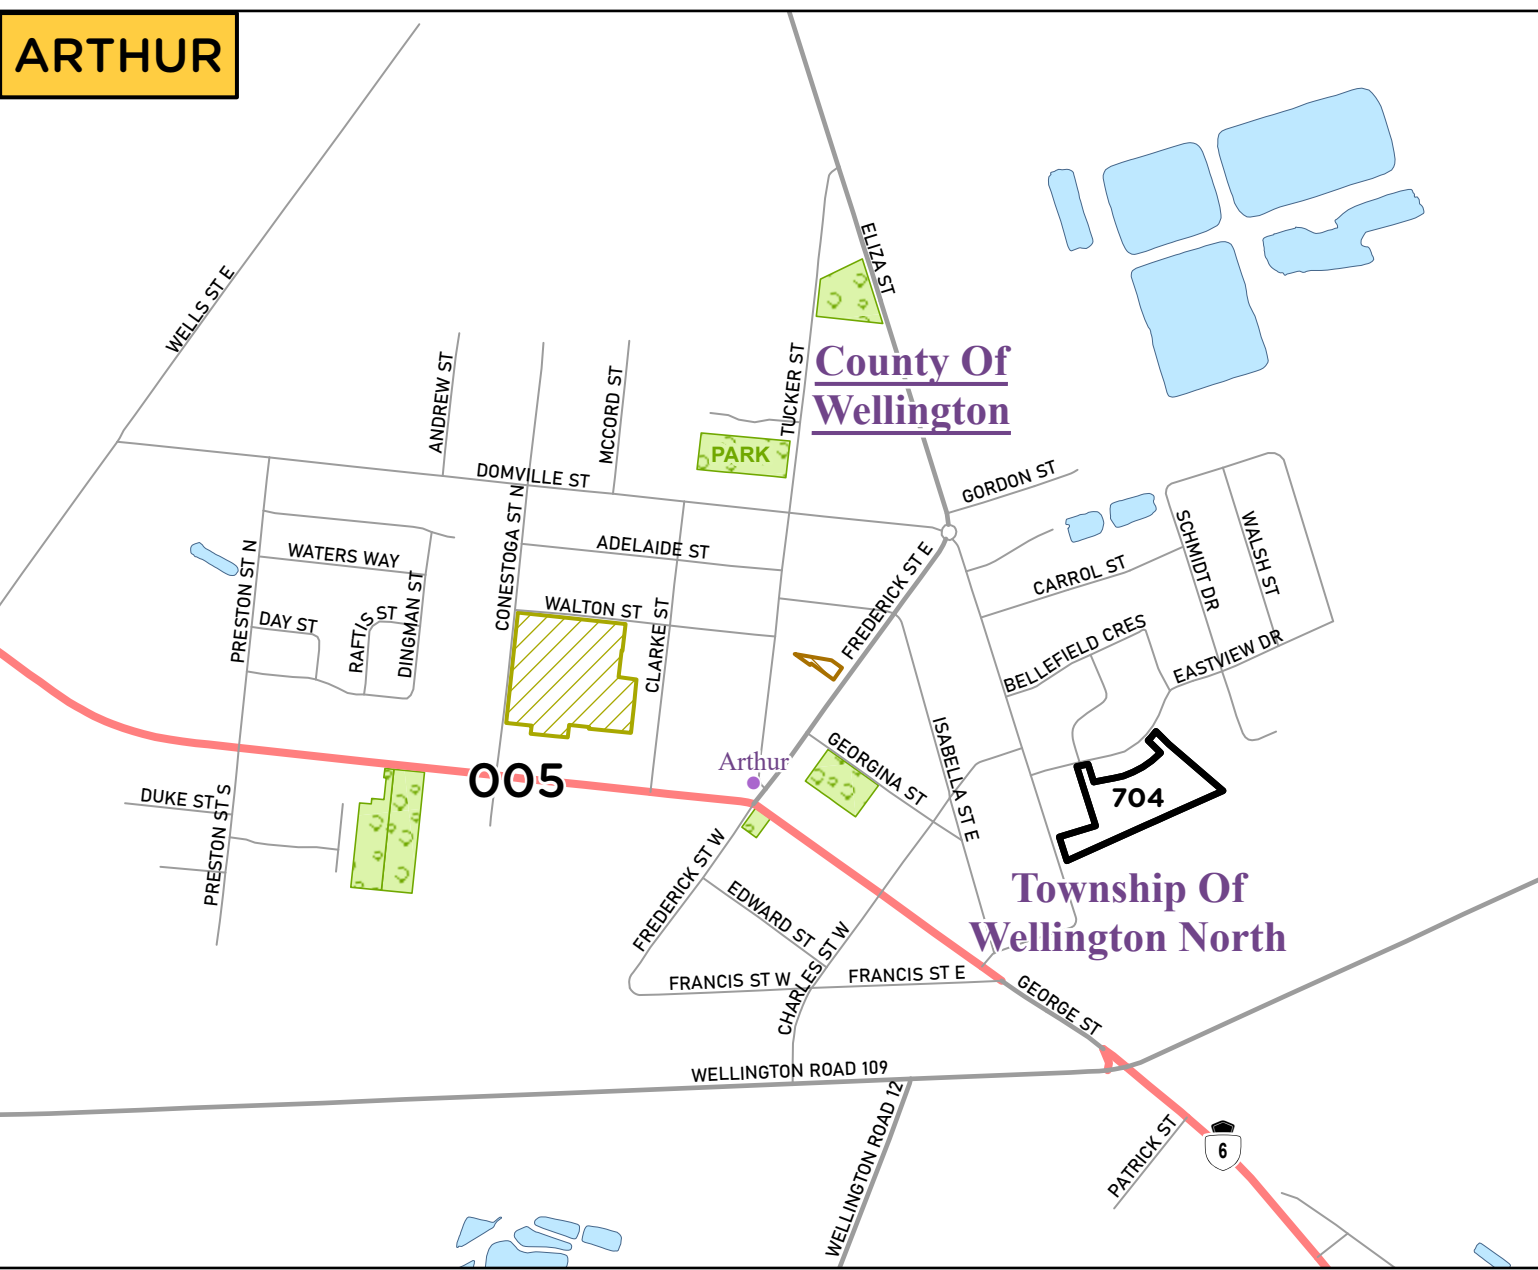 ARTHUR
ELIZA ST
WELLS ST E
County Of
Wellington
TUCKER ST
ANDREW ST
MCCORD ST
PARK
DOMVILLE ST
GORDON ST
CONESTOGA ST N
SCHMIDT DR
WALSH ST
PRESTON ST N
WATERS WAY
ADELAIDE ST
FREDERICK ST E
CARROL ST
DINGMAN ST
RAFTIS ST
DAY ST
WALTON ST
CLARKE ST
BELLEFIELD CRES
EASTVIEW DR
ISABELLA ST E
GEORGINA ST
Arthur
005
704
DUKE ST
PRESTON ST S
FREDERICK ST W
EDWARD ST
Township Of
Wellington North
CHARLES ST W
FRANCIS ST W
FRANCIS ST E
GEORGE ST
WELLINGTON ROAD 109
WELLINGTON ROAD 12
PATRICK ST
6